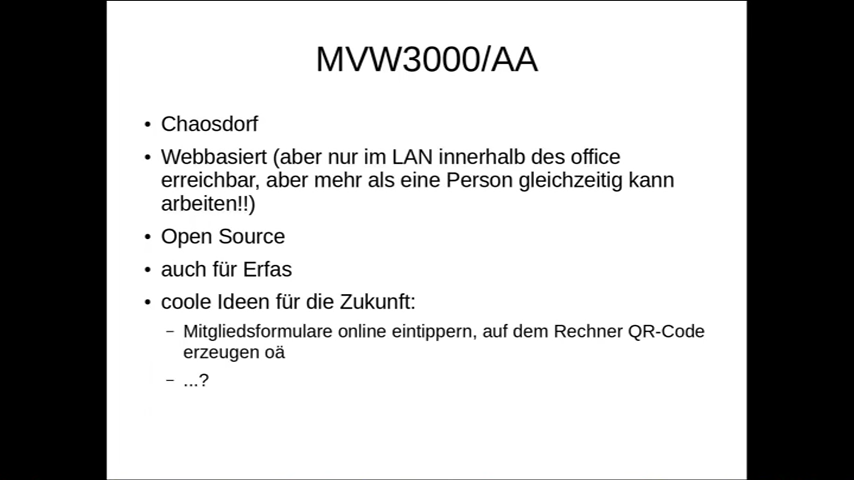 MVW3000/AA
• Chaosdorf
• Webbasiert (aber nur im LAN innerhalb des office
erreichbar, aber mehr als eine Person gleichzeitig kann
arbeiten!!)
• Open Source
• auch für Erfas
• coole Ideen für die Zukunft:
– Mitgliedsformulare online eintippern, auf dem Rechner QR-Code
erzeugen oä
– ...?